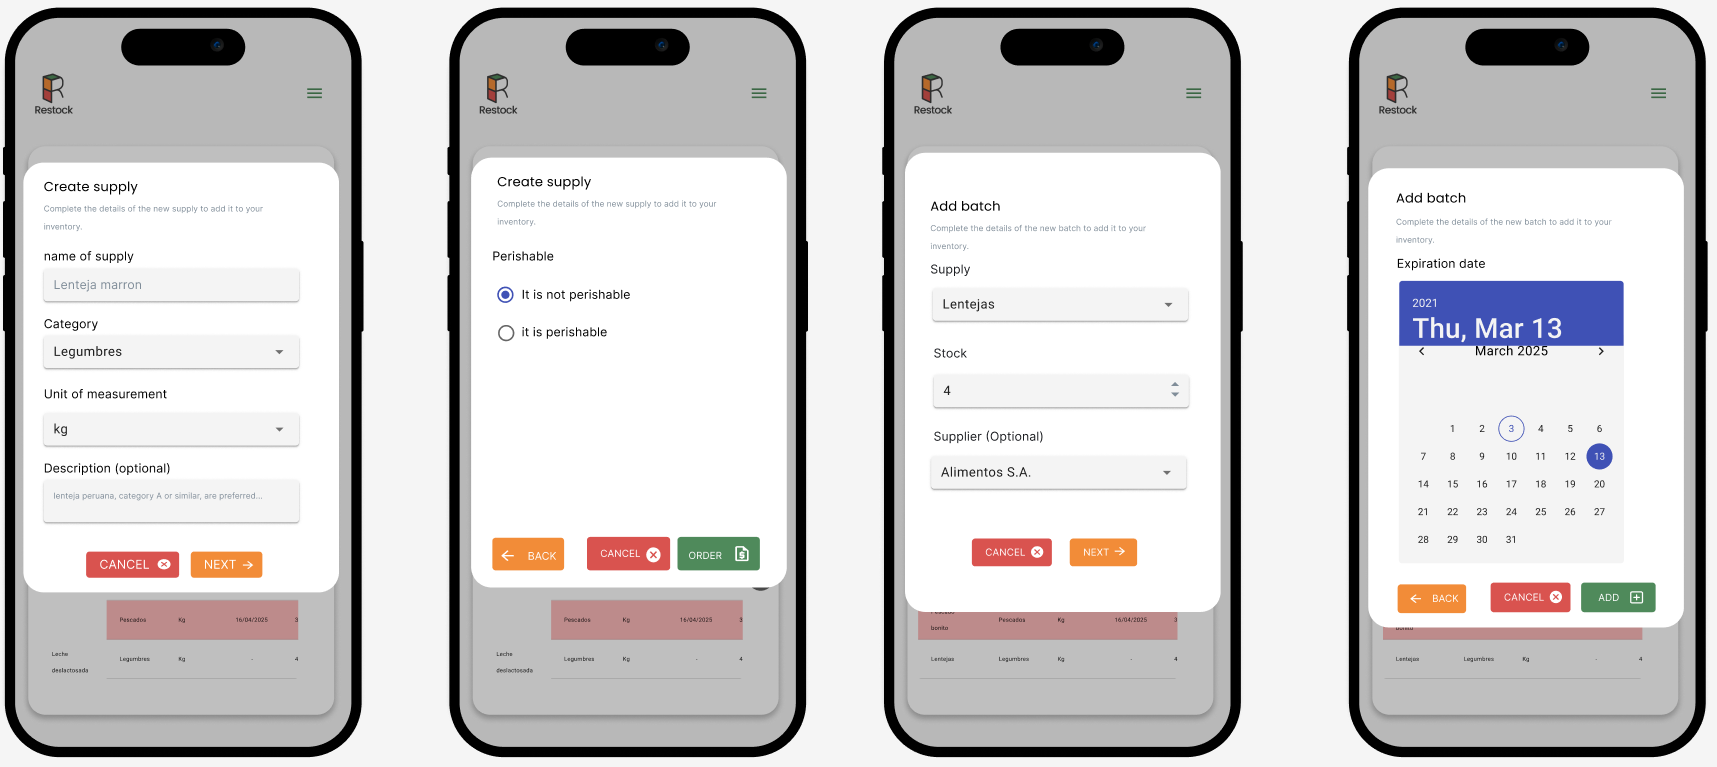 Restock
Create supply
Complete the details of the new supply to add it to your
inventory.
name of supply
Lenteja marron
Category
Legumbres
Unit of measurement
kg
Description (optional)
lenteja peruana, category A or similar, are preferred...
CANCEL
NEXT
Pescados Kg 16/04/2025 3
Leche
deslactosada
Legumbres Kg - 4
Restock
Create supply
Complete the details of the new supply to add it to your
inventory.
Perishable
It is not perishable
it is perishable
BACK
CANCEL
ORDER
Pescados Kg 16/04/2025 3
Leche
deslactosada
Legumbres Kg - 4
Restock
Add batch
Complete the details of the new batch to add it to your
inventory.
Supply
Lentejas
Stock
4
Supplier (Optional)
Alimentos S.A.
CANCEL
NEXT
bonito
Pescados Kg 16/04/2025 3
Lentejas Legumbres Kg - 4
Restock
Add batch
Complete the details of the new batch to add it to your
inventory.
Expiration date
2021
Thu, Mar 13
March 2025
1 2 3 4 5 6
7 8 9 10 11 12 13
14 15 16 17 18 19 20
21 22 23 24 25 26 27
28 29 30 31
BACK
CANCEL
ADD
Lentejas Legumbres Kg - 4